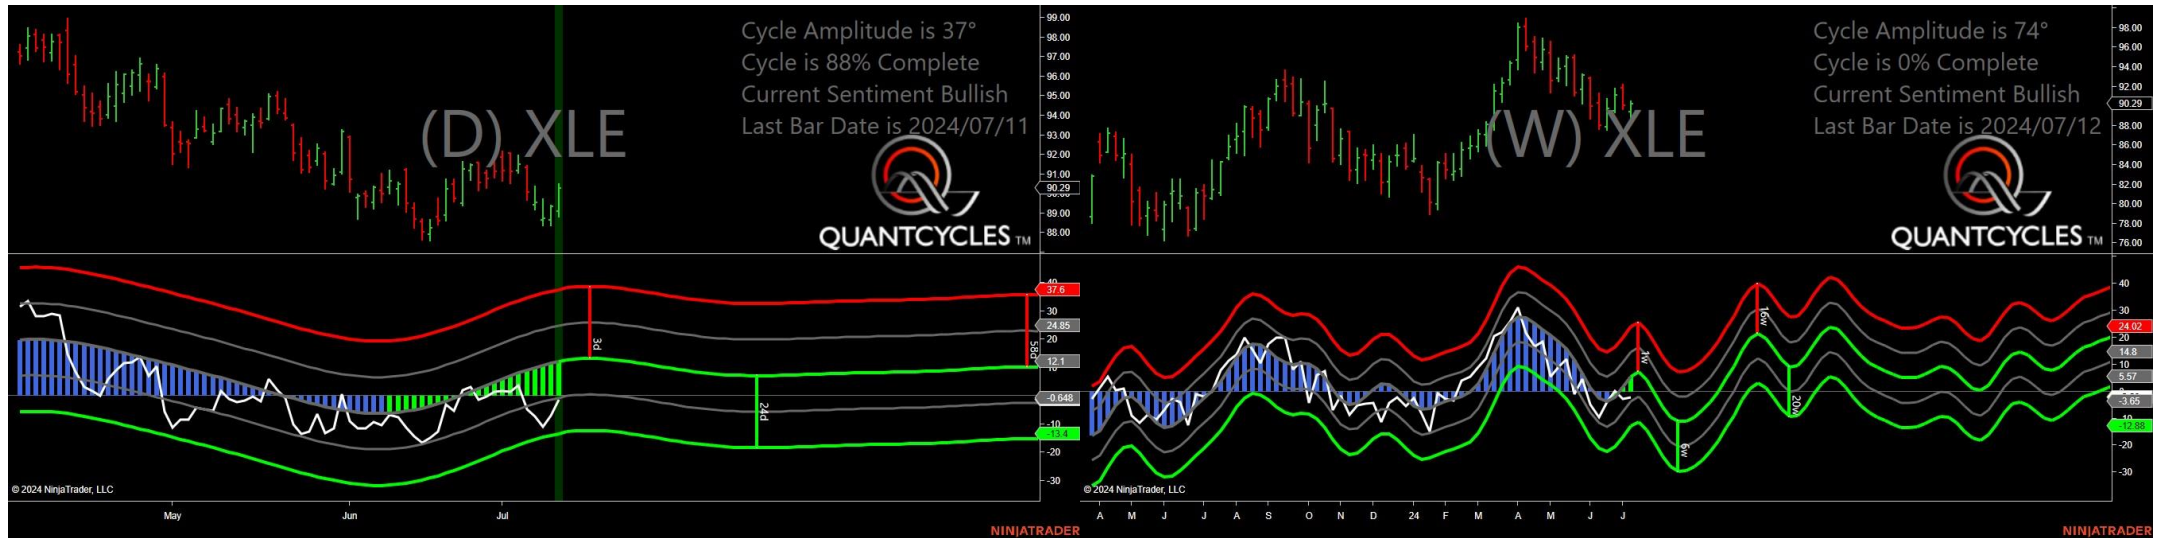 Cycle Amplitude is 37°
Cycle is 88% Complete
Current Sentiment Bullish
Last Bar Date is 2024/07/11
(D) XLE
QUANTCYCLES TM
99.00
98.00
97.00
96.00
95.00
94.00
93.00
92.00
91.00
90.29
89.00
88.00
40
37.6
30
24.85
20
12.1
10
-0.648
-10
-13.4
-20
-30
3d
24d
58d
© 2024 NinjaTrader, LLC
May Jun Jul
NINJATRADER
Cycle Amplitude is 74°
Cycle is 0% Complete
Current Sentiment Bullish
Last Bar Date is 2024/07/12
(W) XLE
QUANTCYCLES TM
98.00
96.00
94.00
92.00
90.29
88.00
86.00
84.00
82.00
80.00
78.00
76.00
40
30
24.02
20
14.8
10
5.57
-3.65
-10
-12.88
-20
-30
1w
6w
16w
20w
© 2024 NinjaTrader, LLC
A M J J A S O N D 24 F M A M J J
NINJATRADER